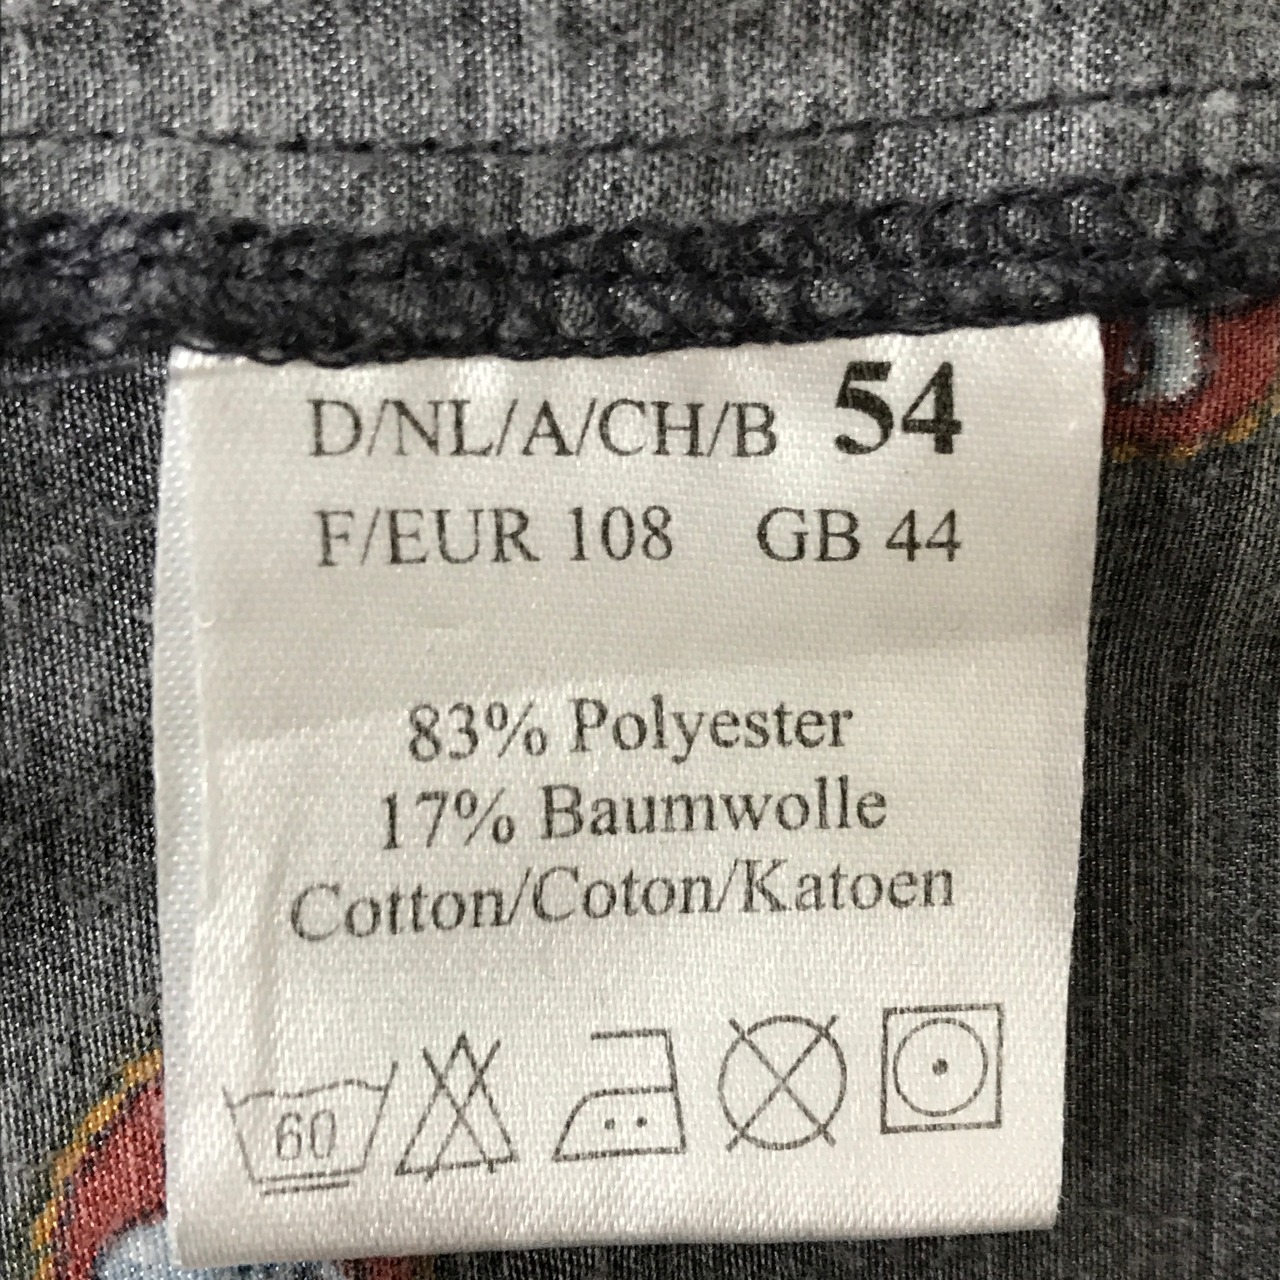 D/NL/A/CH/B 54
F/EUR 108 GB 44
83% Polyester
17% Baumwolle
Cotton/Coton/Katoen
60